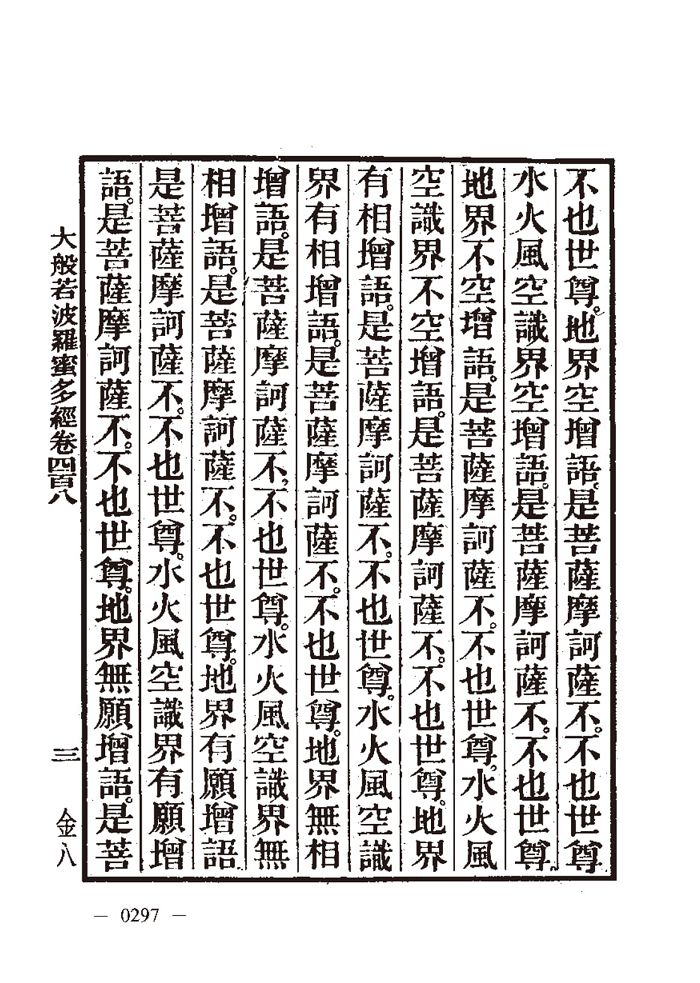 不也世尊。地界空增語。是菩薩摩訶薩不。不也世尊
水火風空識界空增語。是菩薩摩訶薩不。不也世尊。
地界不空增語。是菩薩摩訶薩不。不也世尊。水火風
空識界不空增語。是菩薩摩訶薩不。不也世尊。地界
有相增語。是菩薩摩訶薩不。不也世尊。水火風空識
界有相增語。是菩薩摩訶薩不。不也世尊。地界無相
增語。是菩薩摩訶薩不。不也世尊。水火風空識界無
相增語。是菩薩摩訶薩不。不也世尊。地界有願增語
是菩薩摩訶薩不。不也世尊。水火風空識界有願增
語。是菩薩摩訶薩不。不也世尊。地界無願增語。是菩
大般若波羅蜜多經卷四百八 三 金八
— 0297 —